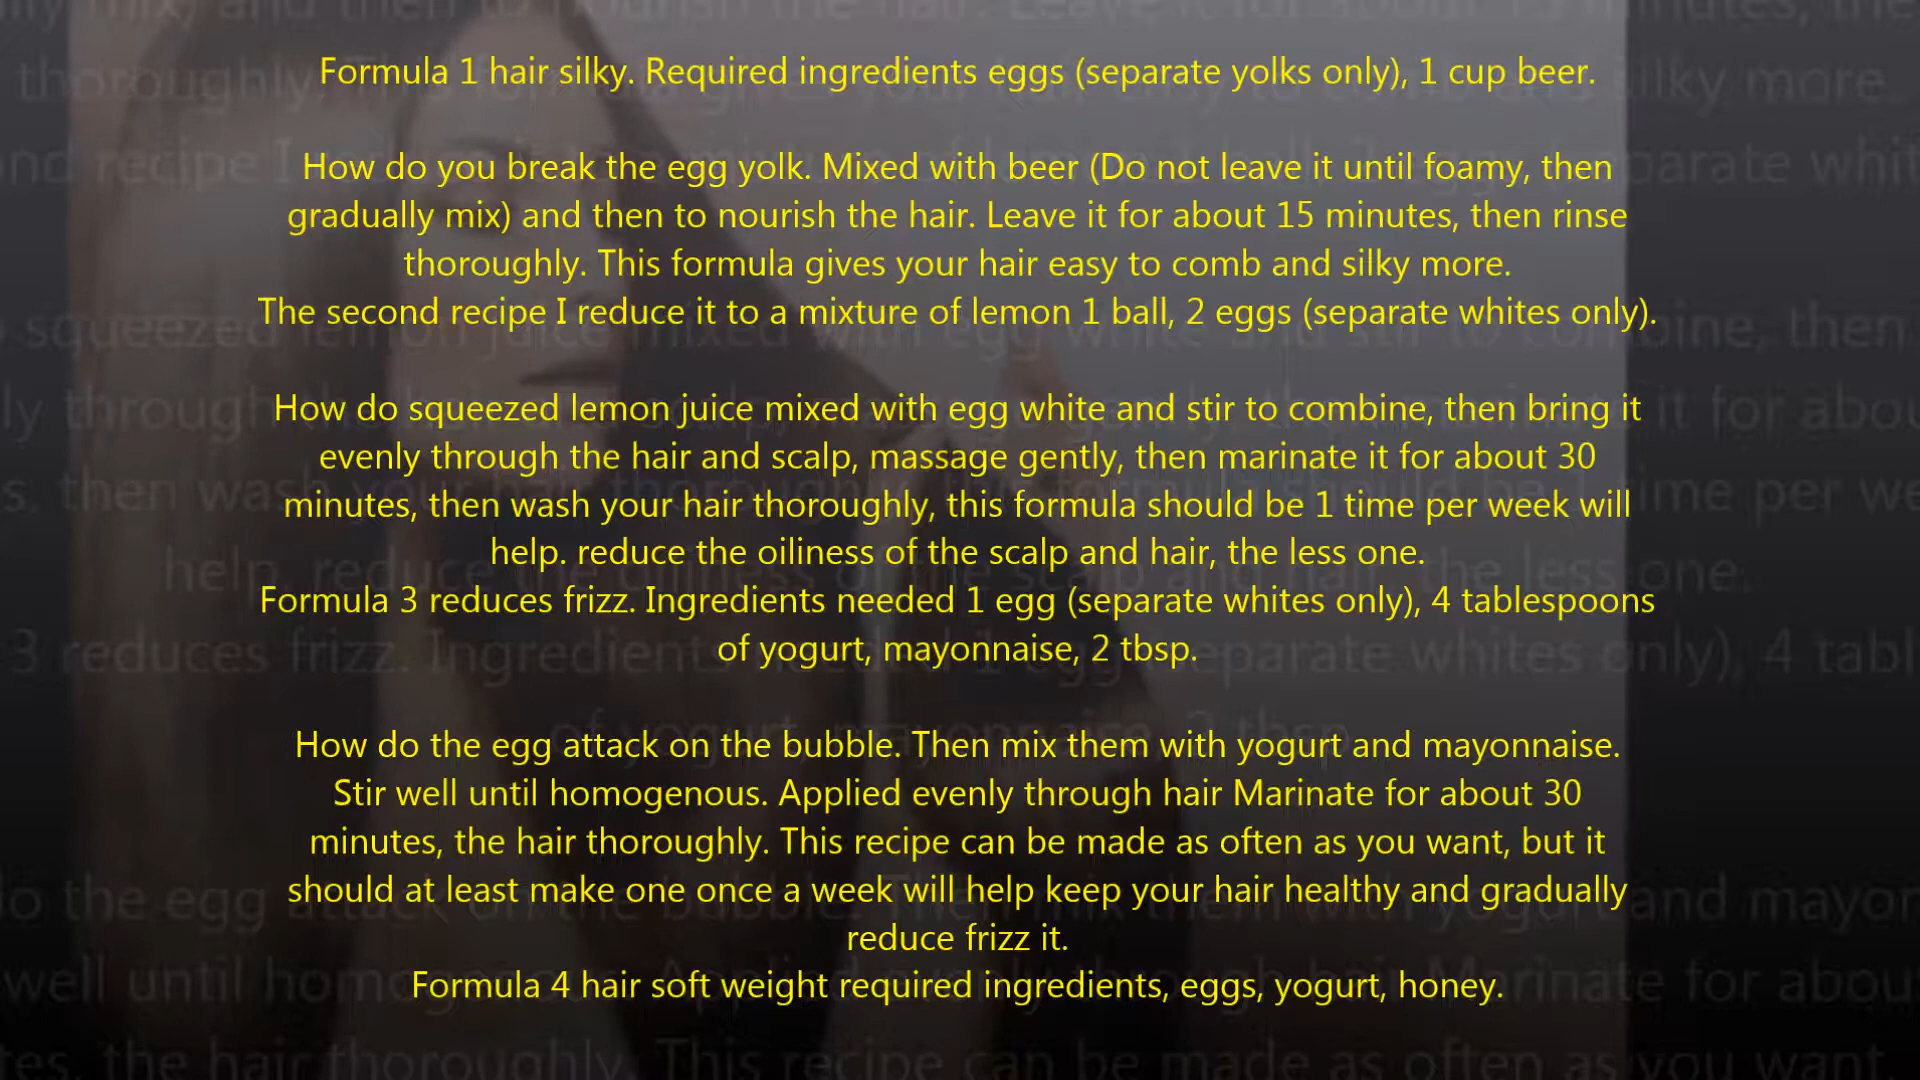 Formula 1 hair silky. Required ingredients eggs (separate yolks only), 1 cup beer.
How do you break the egg yolk. Mixed with beer (Do not leave it until foamy, then
gradually mix) and then to nourish the hair. Leave it for about 15 minutes, then rinse
thoroughly. This formula gives your hair easy to comb and silky more.
The second recipe I reduce it to a mixture of lemon 1 ball, 2 eggs (separate whites only).
How do squeezed lemon juice mixed with egg white and stir to combine, then bring it
evenly through the hair and scalp, massage gently, then marinate it for about 30
minutes, then wash your hair thoroughly, this formula should be 1 time per week will
help. reduce the oiliness of the scalp and hair, the less one.
Formula 3 reduces frizz. Ingredients needed 1 egg (separate whites only), 4 tablespoons
of yogurt, mayonnaise, 2 tbsp.
How do the egg attack on the bubble. Then mix them with yogurt and mayonnaise.
Stir well until homogenous. Applied evenly through hair Marinate for about 30
minutes, the hair thoroughly. This recipe can be made as often as you want, but it
should at least make one once a week will help keep your hair healthy and gradually
reduce frizz it.
Formula 4 hair soft weight required ingredients, eggs, yogurt, honey.